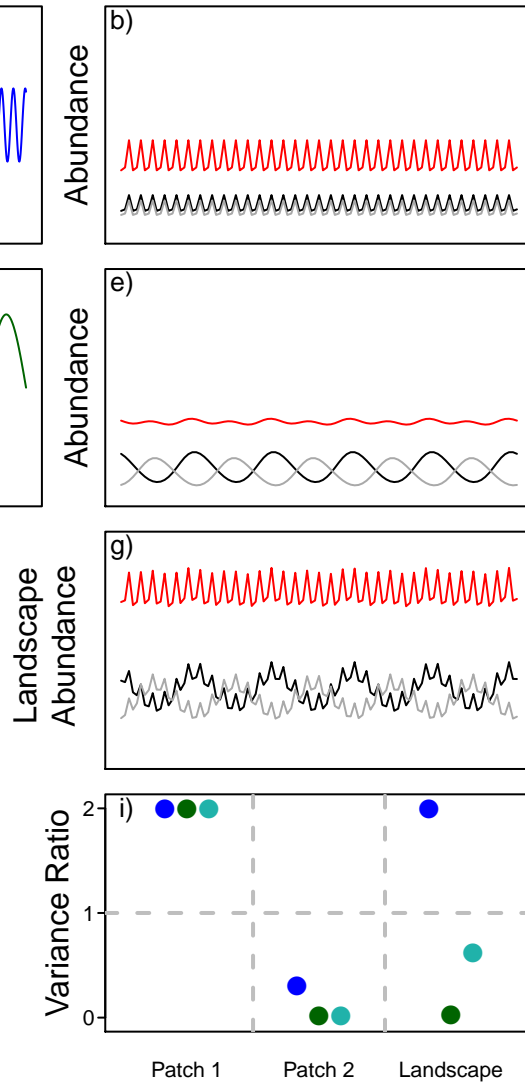 b)
Abundance
e)
Abundance
g)
Landscape
Abundance
i)
Variance Ratio
2
1
0
Patch 1 Patch 2 Landscape